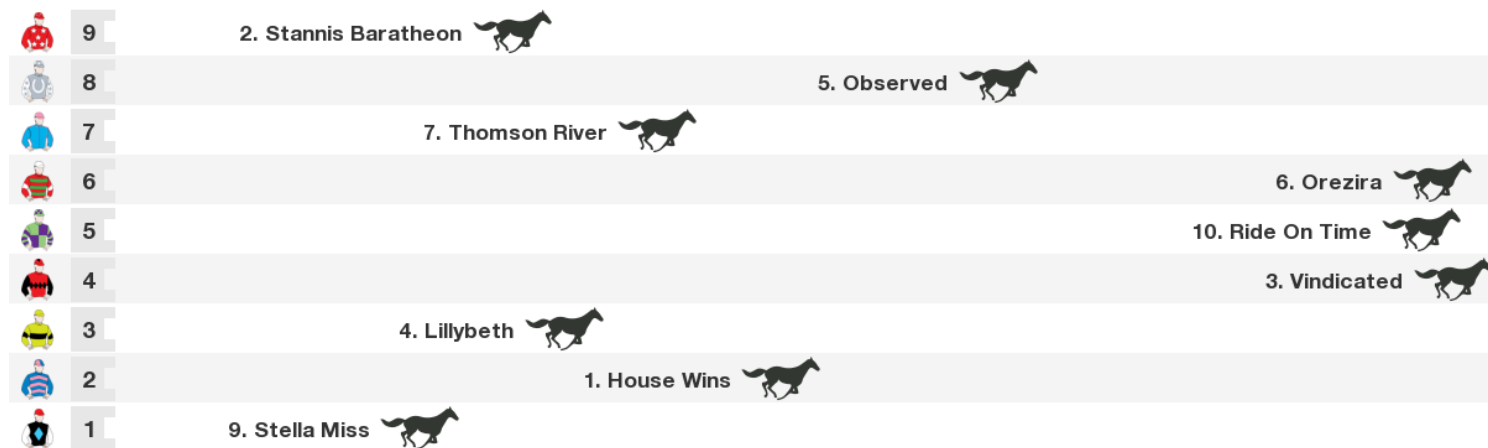 9 2. Stannis Baratheon
8 5. Observed
7 7. Thomson River
6 6. Orezira
5 10. Ride On Time
4 3. Vindicated
3 4. Lillybeth
2 1. House Wins
1 9. Stella Miss